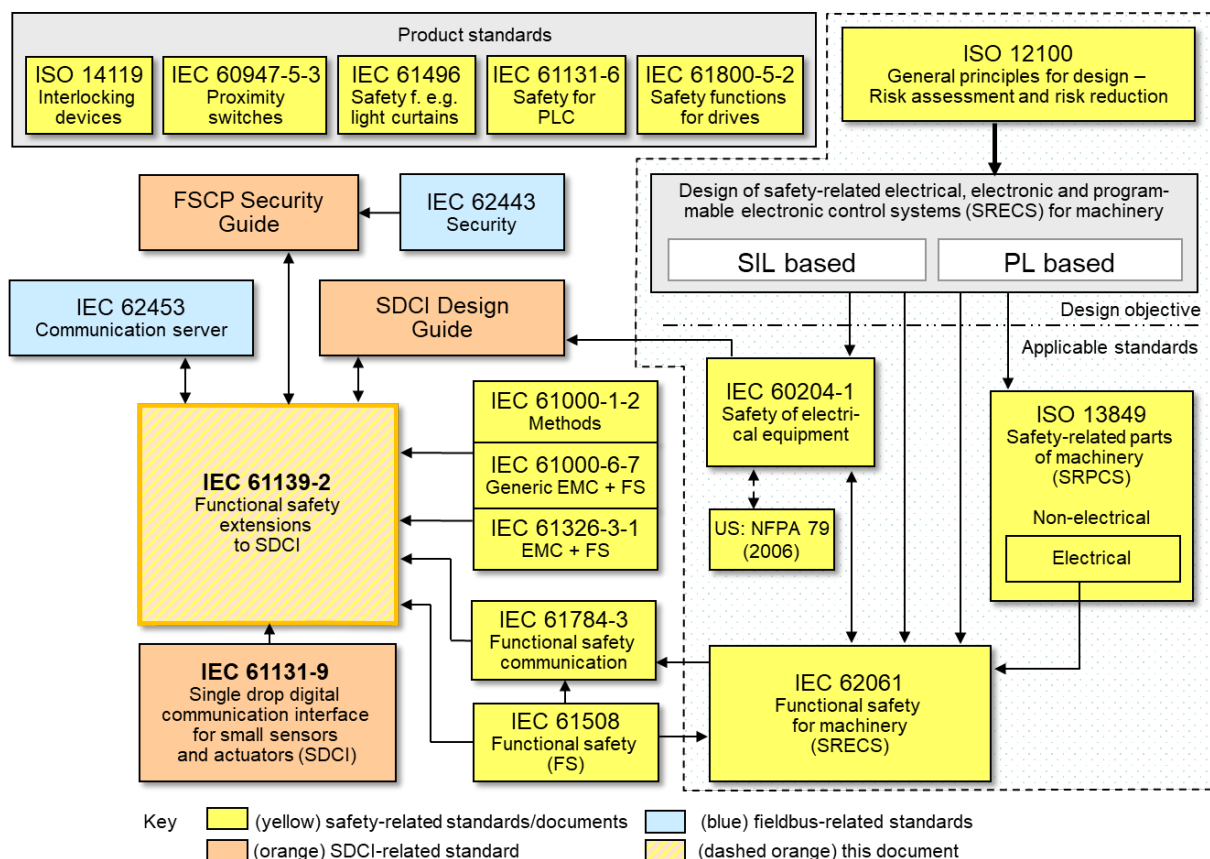 Product standards
ISO 14119
Interlocking
devices
IEC 60947-5-3
Proximity
switches
IEC 61496
Safety f. e.g.
light curtains
IEC 61131-6
Safety for
PLC
IEC 61800-5-2
Safety functions
for drives
ISO 12100
General principles for design –
Risk assessment and risk reduction
FSCP Security
Guide
IEC 62443
Security
Design of safety-related electrical, electronic and program-
mable electronic control systems (SRECS) for machinery
SIL based
PL based
IEC 62453
Communication server
SDCI Design
Guide
Design objective
Applicable standards
IEC 60204-1
Safety of electri-
cal equipment
ISO 13849
Safety-related parts
of machinery
(SRPCS)
Non-electrical
Electrical
IEC 61000-1-2
Methods
IEC 61000-6-7
Generic EMC + FS
IEC 61326-3-1
EMC + FS
IEC 61139-2
Functional safety
extensions
to SDCI
US: NFPA 79
(2006)
IEC 61784-3
Functional safety
communication
IEC 61131-9
Single drop digital
communication interface
for small sensors
and actuators (SDCI)
IEC 61508
Functional safety
(FS)
IEC 62061
Functional safety
for machinery
(SRECS)
Key
(yellow) safety-related standards/documents
(blue) fieldbus-related standards
(orange) SDCI-related standard
(dashed orange) this document